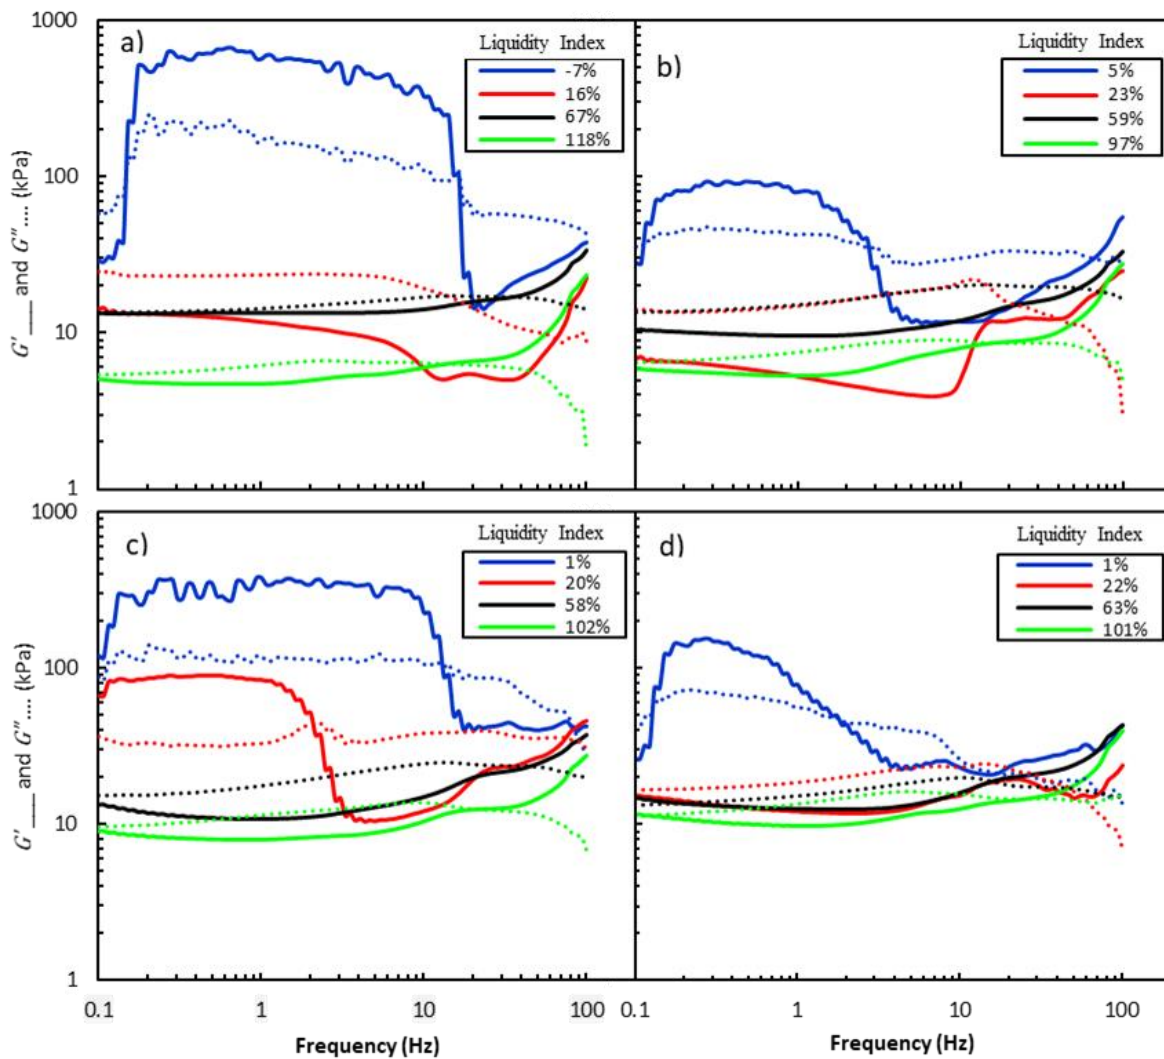 G' ____ and G'' .... (kPa)
1000
100
10
1
a)
Liquidity Index
-7%
16%
67%
118%
b)
Liquidity Index
5%
23%
59%
97%
G' ____ and G'' .... (kPa)
1000
100
10
1
c)
Liquidity Index
1%
20%
58%
102%
d)
Liquidity Index
1%
22%
63%
101%
0.1 1 10 100
0.1 1 10 100
Frequency (Hz)
Frequency (Hz)